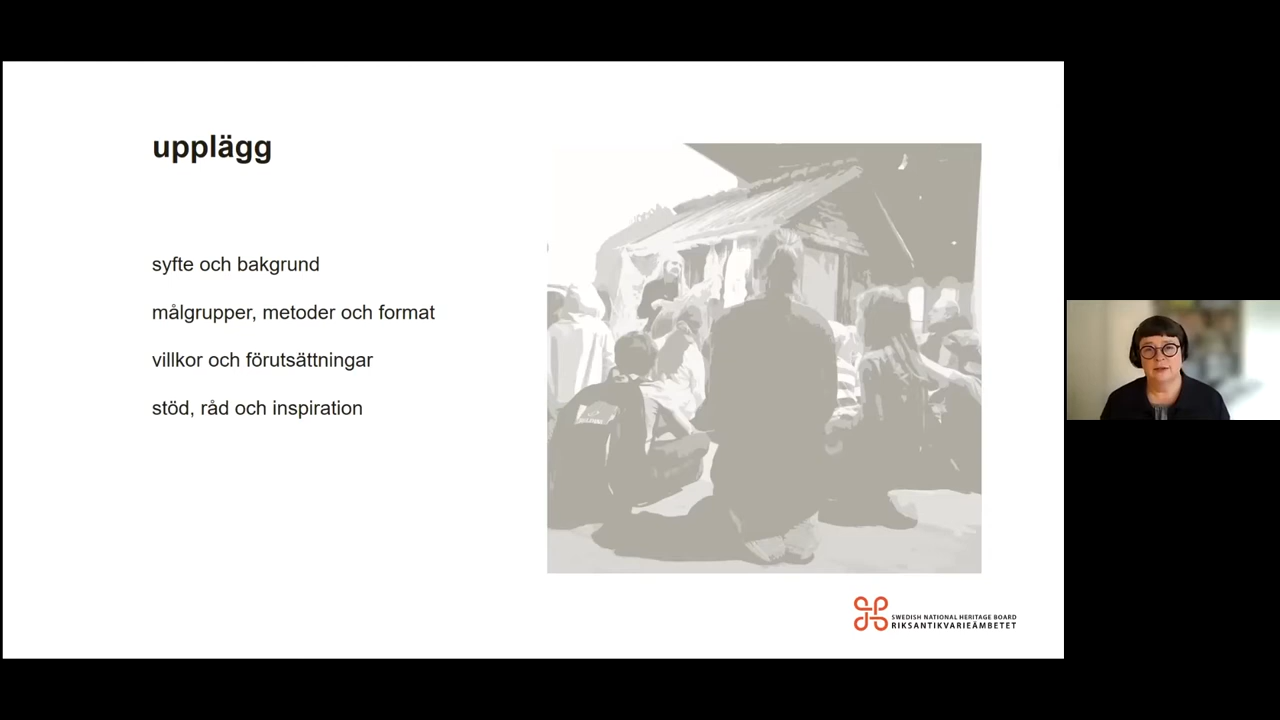 upplägg
syfte och bakgrund
målgrupper, metoder och format
villkor och förutsättningar
stöd, råd och inspiration
SWEDISH NATIONAL HERITAGE BOARD
RIKSANTIKVARIEÄMBETET